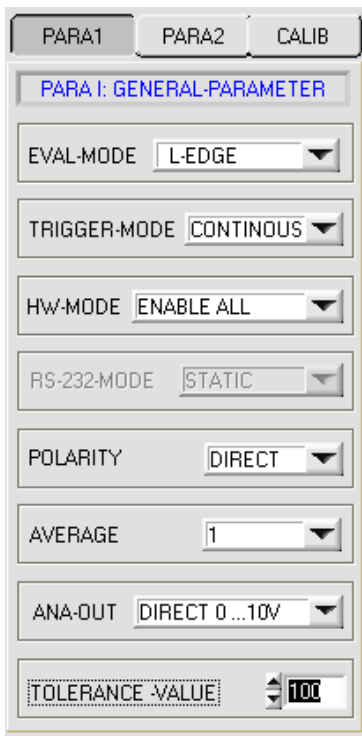 PARA1 PARA2 CALIB
PARA I: GENERAL-PARAMETER
EVAL-MODE L-EDGE
TRIGGER-MODE CONTINOUS
HW-MODE ENABLE ALL
RS-232-MODE STATIC
POLARITY DIRECT
AVERAGE 1
ANA-OUT DIRECT 0 ...10V
TOLERANCE -VALUE 100